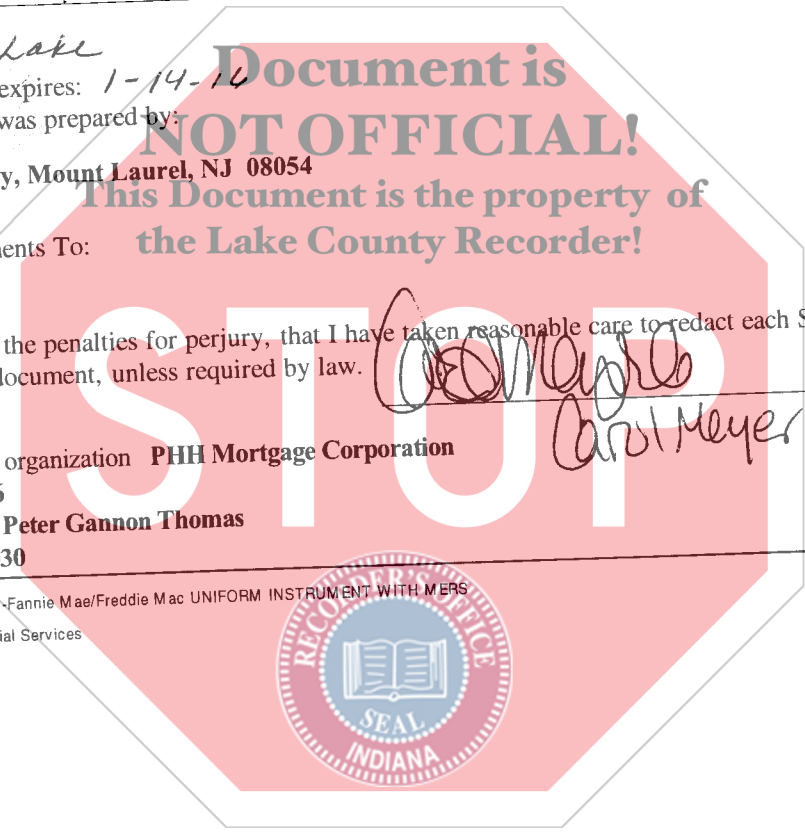 Lake
expires: 1-14-16
was prepared by:
y, Mount Laurel, NJ 08054
ents To:
the penalties for perjury, that I have taken reasonable care to redact each S
document, unless required by law.
Carol Meyer
organization PHH Mortgage Corporation
6
Peter Gannon Thomas
30
-Fannie Mae/Freddie Mac UNIFORM INSTRUMENT WITH MERS
ial Services
Document is
NOT OFFICIAL!
This Document is the property of
the Lake County Recorder!
STOP
RECORDER'S OFFICE
SEAL
INDIANA